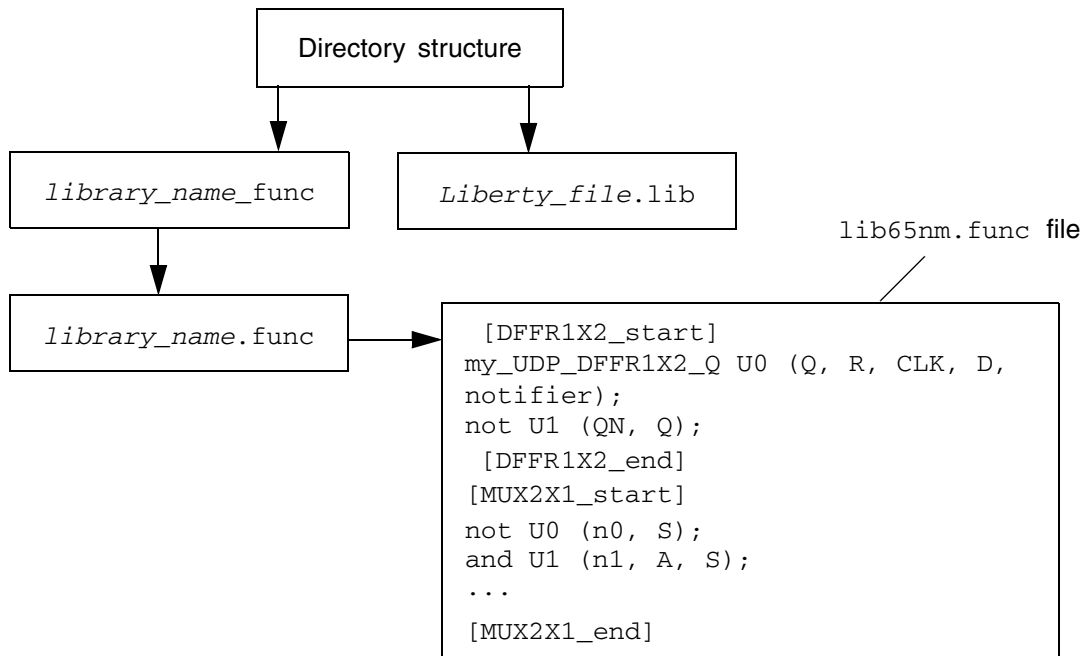 Directory structure
library_name_func
Liberty_file.lib
lib65nm.func file
library_name.func
[DFFR1X2_start]
my_UDP_DFFR1X2_Q U0 (Q, R, CLK, D,
notifier);
not U1 (QN, Q);
[DFFR1X2_end]
[MUX2X1_start]
not U0 (n0, S);
and U1 (n1, A, S);
...
[MUX2X1_end]